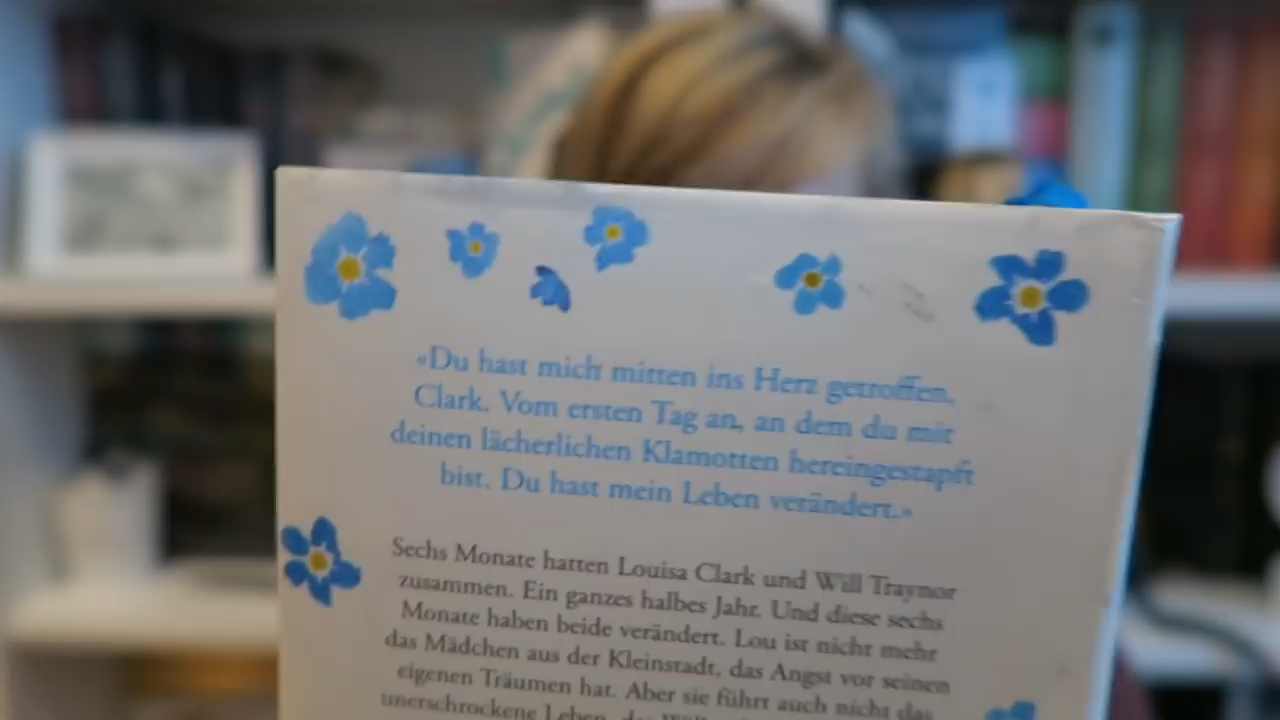 «Du hast mich mitten ins Herz getroffen,
Clark. Vom ersten Tag an, an dem du mit
deinen lächerlichen Klamotten hereingestapft
bist. Du hast mein Leben verändert.»
Sechs Monate hatten Louisa Clark und Will Traynor
zusammen. Ein ganzes halbes Jahr. Und diese sechs
Monate haben beide verändert. Lou ist nicht mehr
das Mädchen aus der Kleinstadt, das Angst vor seinen
eigenen Träumen hat. Aber sie führt auch nicht das
unerschrockene Leben, das